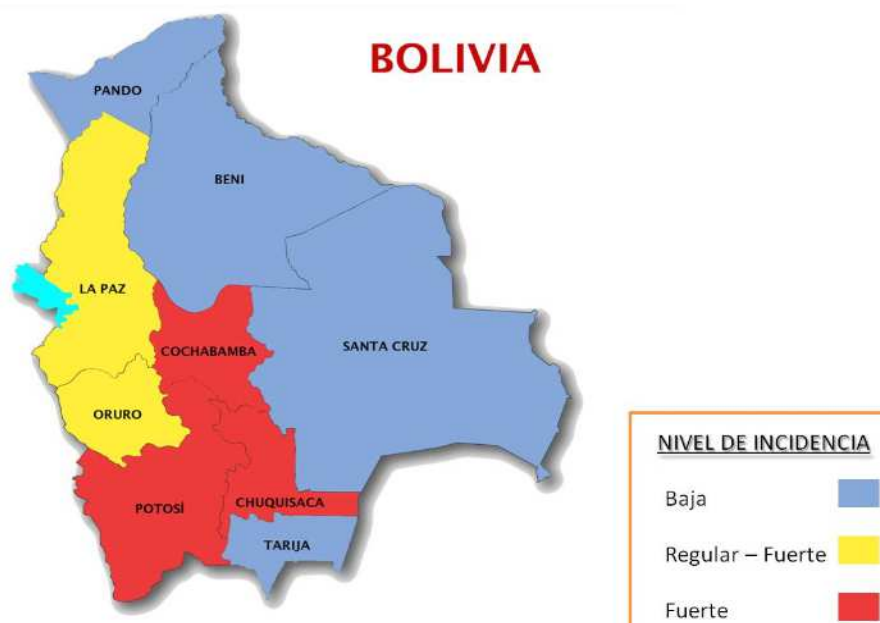 BOLIVIA
PANDO
BENI
LA PAZ
COCHABAMBA
SANTA CRUZ
ORURO
POTOSÍ
CHUQUISACA
TARIJA
NIVEL DE INCIDENCIA
Baja
Regular – Fuerte
Fuerte